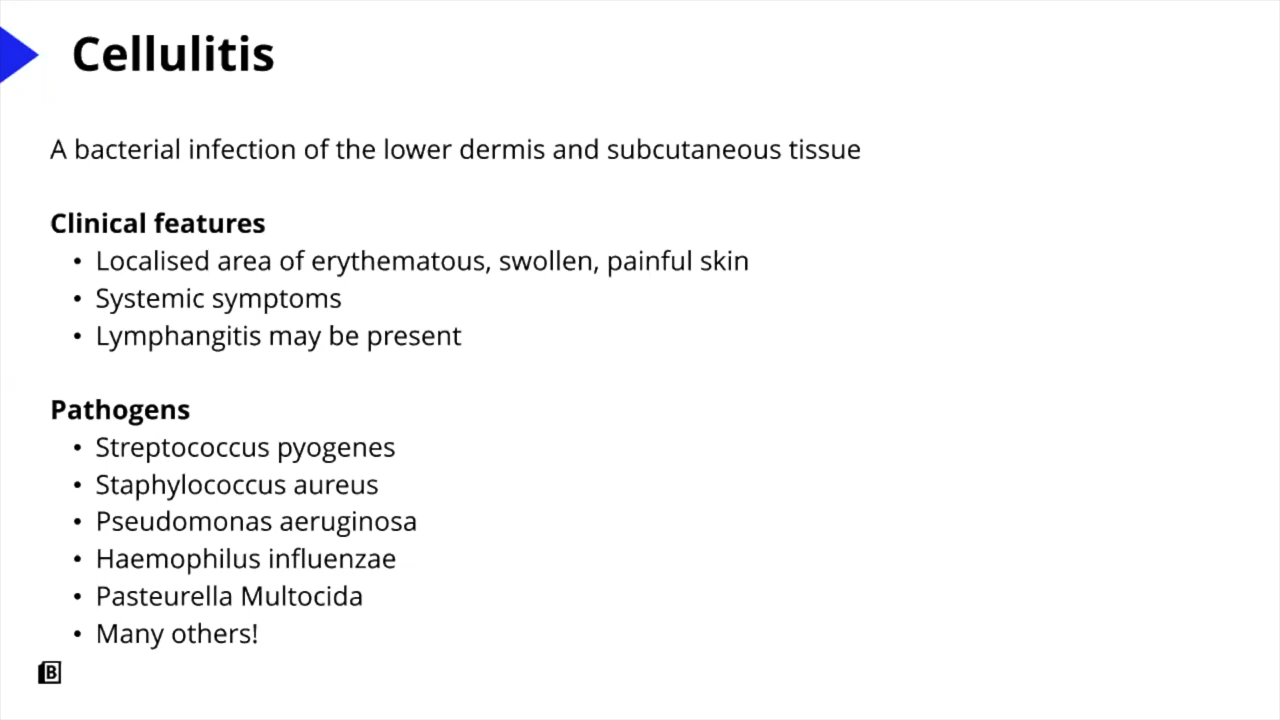 Cellulitis
A bacterial infection of the lower dermis and subcutaneous tissue
Clinical features
• Localised area of erythematous, swollen, painful skin
• Systemic symptoms
• Lymphangitis may be present
Pathogens
• Streptococcus pyogenes
• Staphylococcus aureus
• Pseudomonas aeruginosa
• Haemophilus influenzae
• Pasteurella Multocida
• Many others!
B